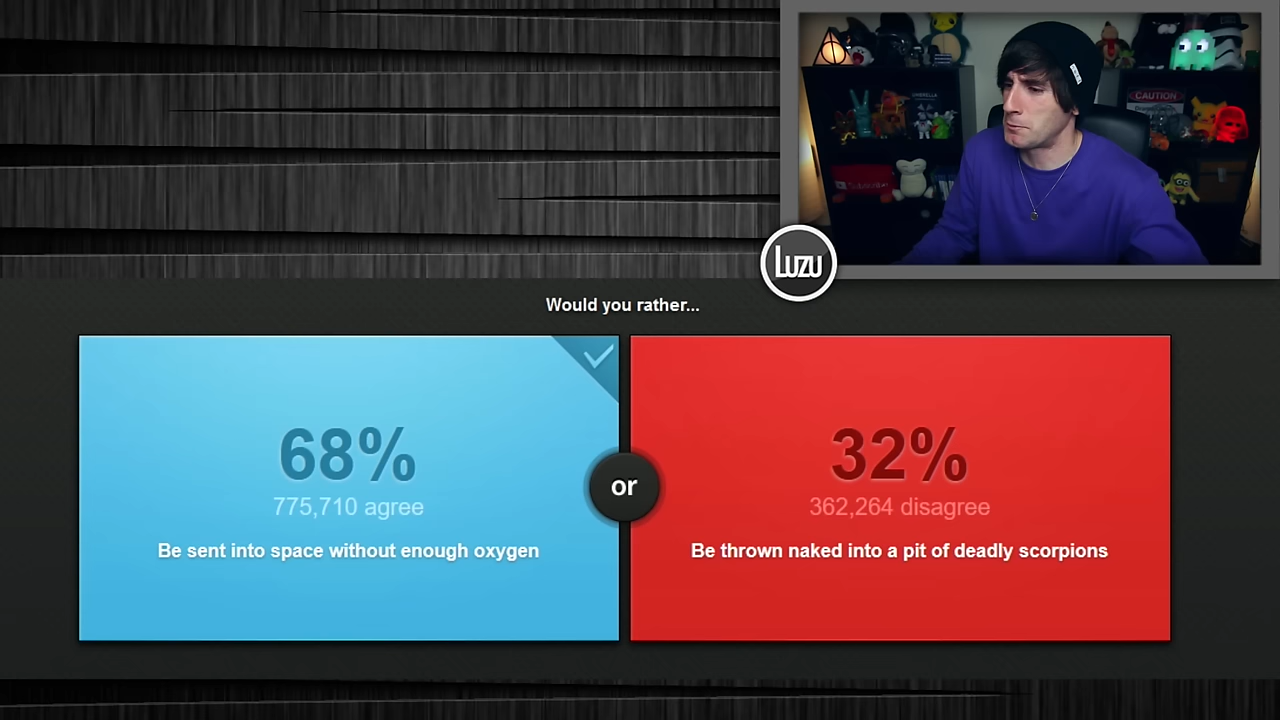 CAUTION
Luzu
Would you rather...
68%
775,710 agree
Be sent into space without enough oxygen
or
32%
362,264 disagree
Be thrown naked into a pit of deadly scorpions